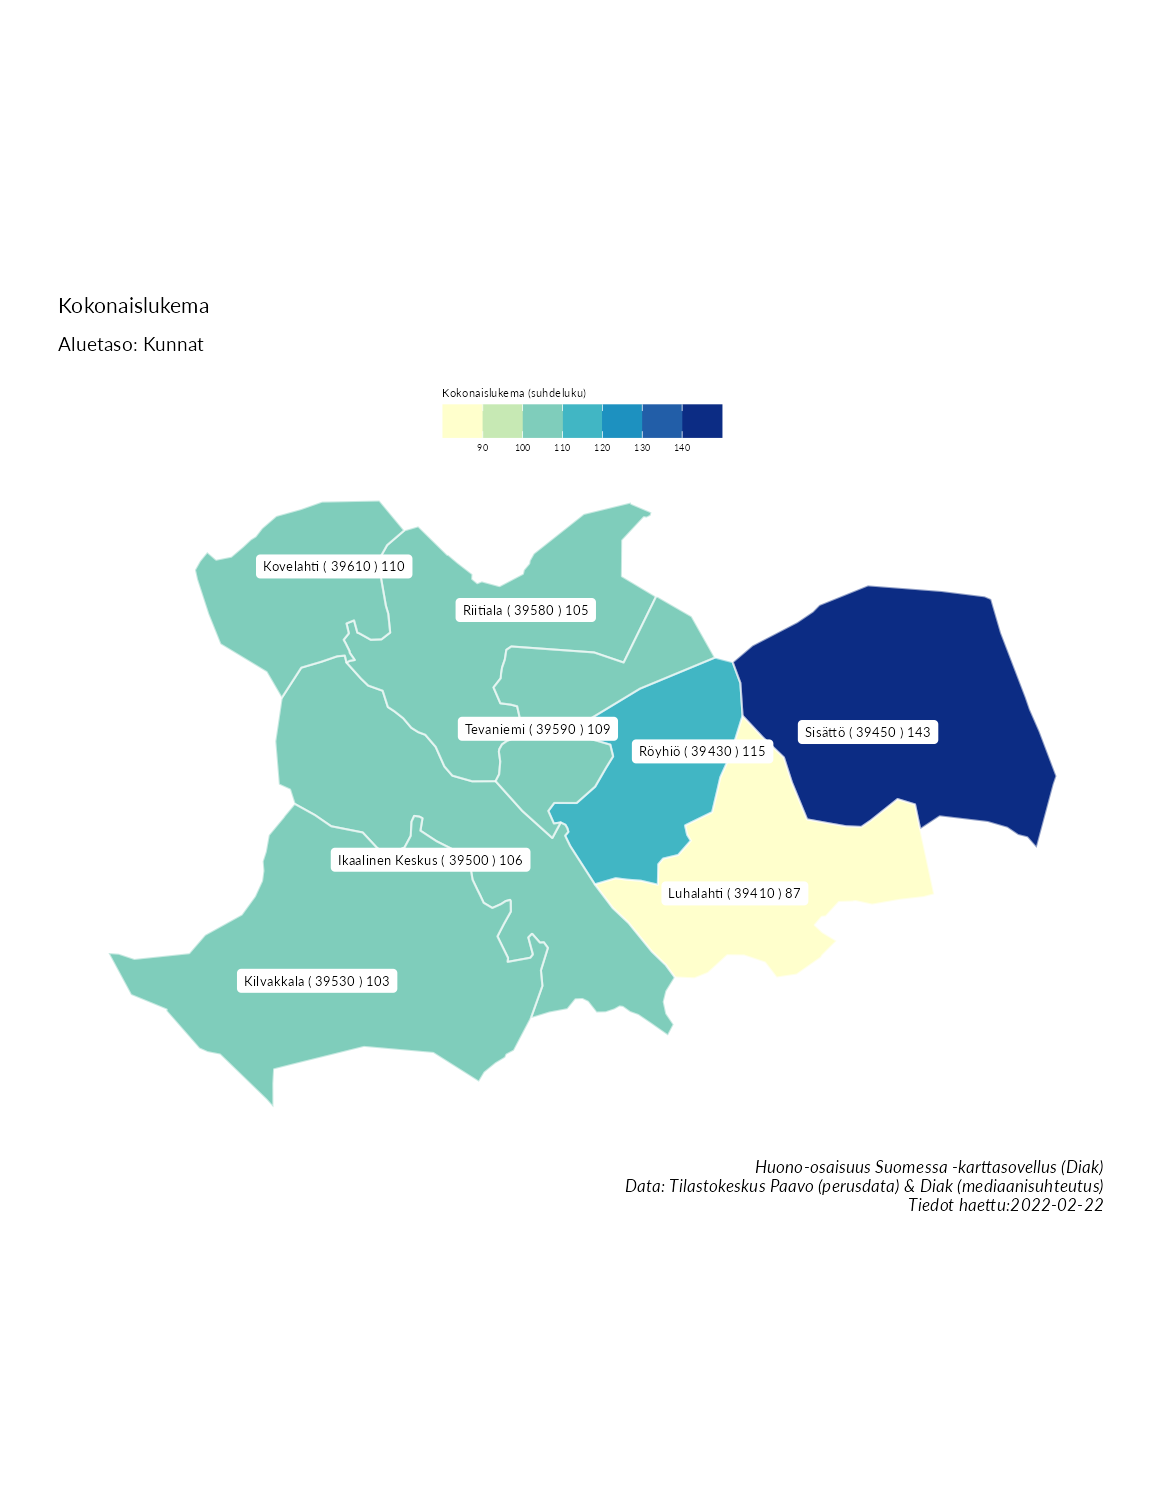 Kokonaislukema
Aluetaso: Kunnat
Kokonaislukema (suhdeluku)
90 100 110 120 130 140
Kovelahti ( 39610 ) 110
Riitiala ( 39580 ) 105
Tevaniemi ( 39590 ) 109
Sisättö ( 39450 ) 143
Röyhiö ( 39430 ) 115
Ikaalinen Keskus ( 39500 ) 106
Luhalahti ( 39410 ) 87
Kilvakkala ( 39530 ) 103
Huono-osaisuus Suomessa -karttasovellus (Diak)
Data: Tilastokeskus Paavo (perusdata) & Diak (mediaanisuhteutus)
Tiedot haettu:2022-02-22